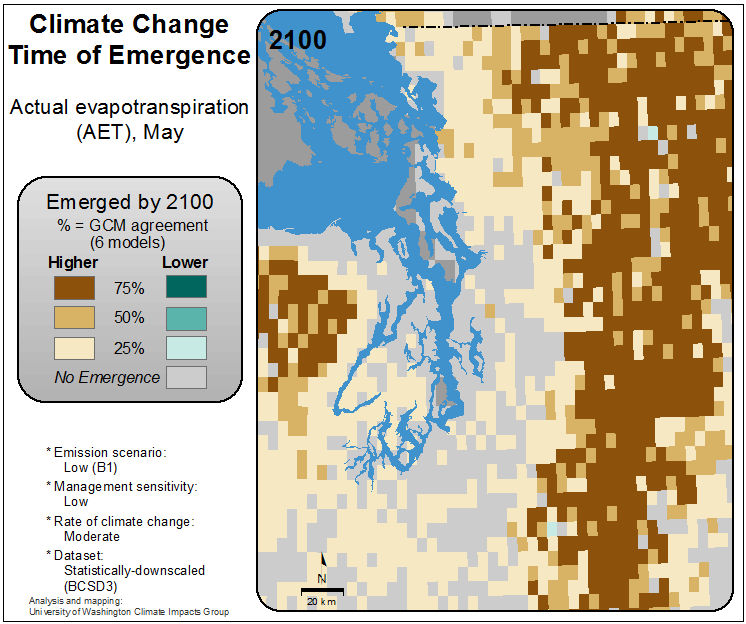 Climate Change
Time of Emergence
Actual evapotranspiration
(AET), May
Emerged by 2100
% = GCM agreement
(6 models)
Higher Lower
75%
50%
25%
No Emergence
* Emission scenario:
Low (B1)
* Management sensitivity:
Low
* Rate of climate change:
Moderate
* Dataset:
Statistically-downscaled
(BCSD3)
Analysis and mapping:
University of Washington Climate Impacts Group
2100
N
20 km